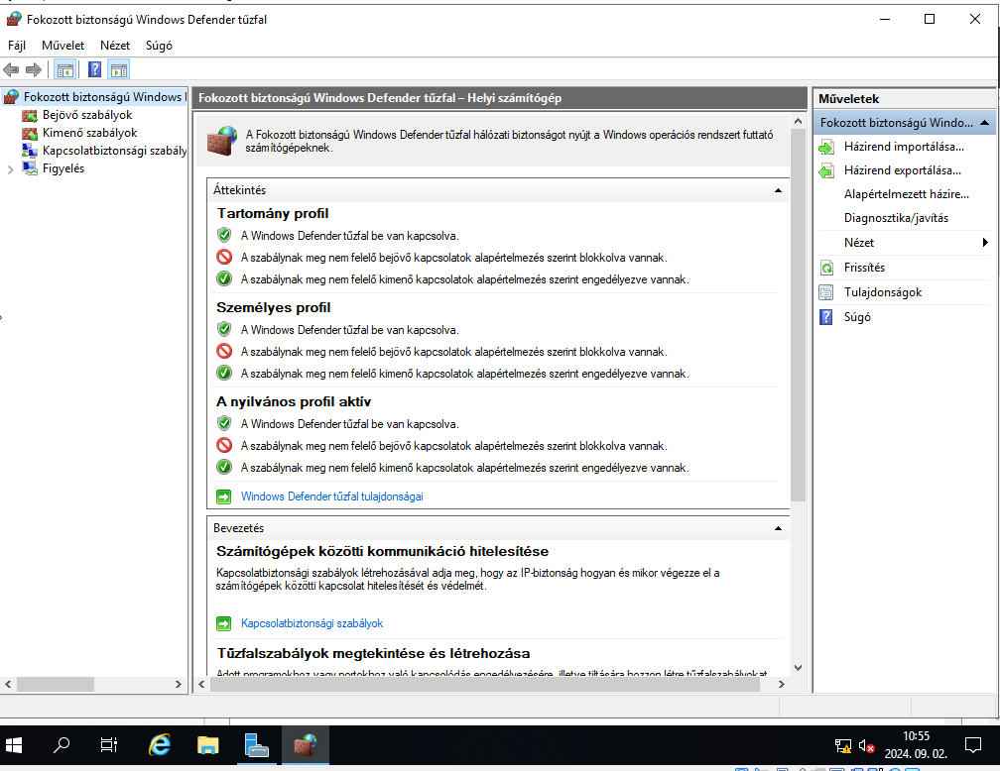 Fokozott biztonságú Windows Defender tűzfal
Fájl Művelet Nézet Súgó
Fokozott biztonságú Windows
Bejövő szabályok
Kimenő szabályok
Kapcsolatbiztonsági szabály
Figyelés
Fokozott biztonságú Windows Defender tűzfal – Helyi számítógép
A Fokozott biztonságú Windows Defender tűzfal hálózati biztonságot nyújt a Windows operációs rendszert futtató
számítógépeknek.
Áttekintés
Tartomány profil
A Windows Defender tűzfal be van kapcsolva.
A szabálynak meg nem felelő bejövő kapcsolatok alapértelmezés szerint blokkolva vannak.
A szabálynak meg nem felelő kimenő kapcsolatok alapértelmezés szerint engedélyezve vannak.
Személyes profil
A Windows Defender tűzfal be van kapcsolva.
A szabálynak meg nem felelő bejövő kapcsolatok alapértelmezés szerint blokkolva vannak.
A szabálynak meg nem felelő kimenő kapcsolatok alapértelmezés szerint engedélyezve vannak.
A nyilvános profil aktív
A Windows Defender tűzfal be van kapcsolva.
A szabálynak meg nem felelő bejövő kapcsolatok alapértelmezés szerint blokkolva vannak.
A szabálynak meg nem felelő kimenő kapcsolatok alapértelmezés szerint engedélyezve vannak.
Windows Defender tűzfal tulajdonságai
Bevezetés
Számítógépek közötti kommunikáció hitelesítése
Kapcsolatbiztonsági szabályok létrehozásával adja meg, hogy az IP-biztonság hogyan és mikor végezze el a
számítógépek közötti kapcsolat hitelesítését és védelmét.
Kapcsolatbiztonsági szabályok
Tűzfalszabályok megtekintése és létrehozása
Adott programokhoz vagy portokhoz való kapcsolódás engedélyezésére, illetve tiltására hozzon létre tűzfalszabályokat
Műveletek
Fokozott biztonságú Windo...
Házirend importálása...
Házirend exportálása...
Alapértelmezett házire...
Diagnosztika/javítás
Nézet
Frissítés
Tulajdonságok
Súgó
10:55
2024. 09. 02.